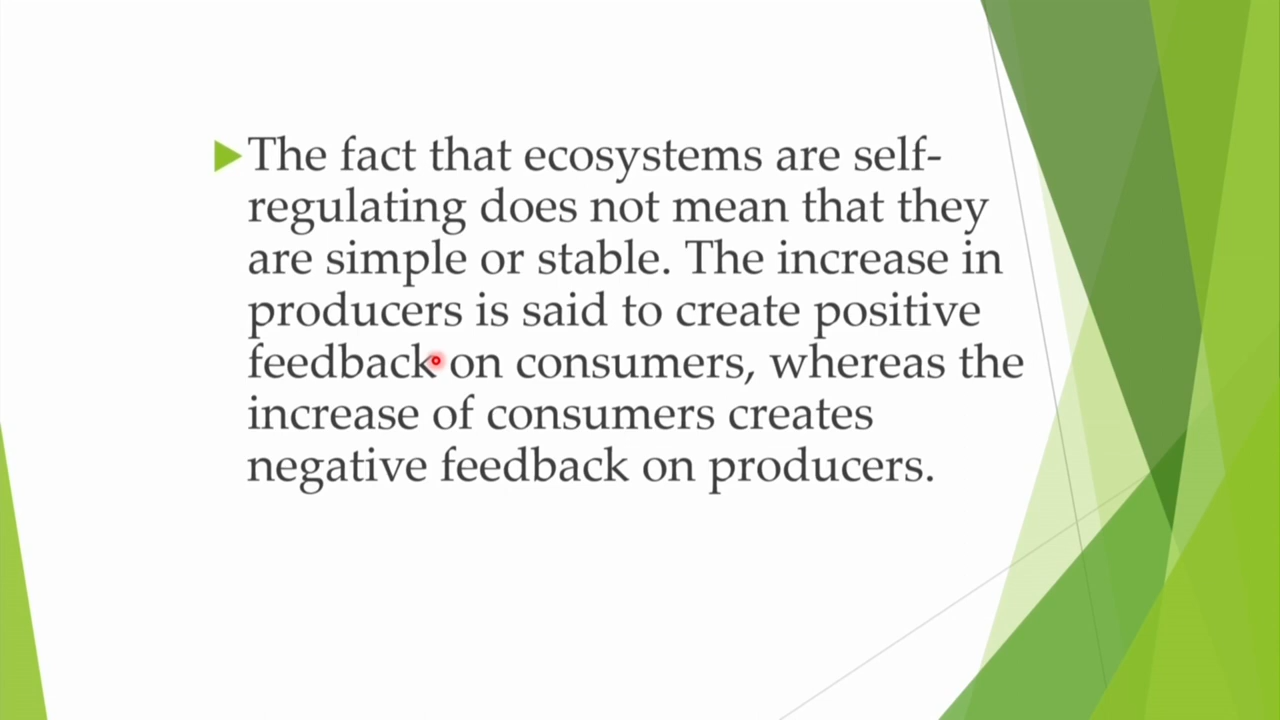 The fact that ecosystems are self-
regulating does not mean that they
are simple or stable. The increase in
producers is said to create positive
feedback on consumers, whereas the
increase of consumers creates
negative feedback on producers.